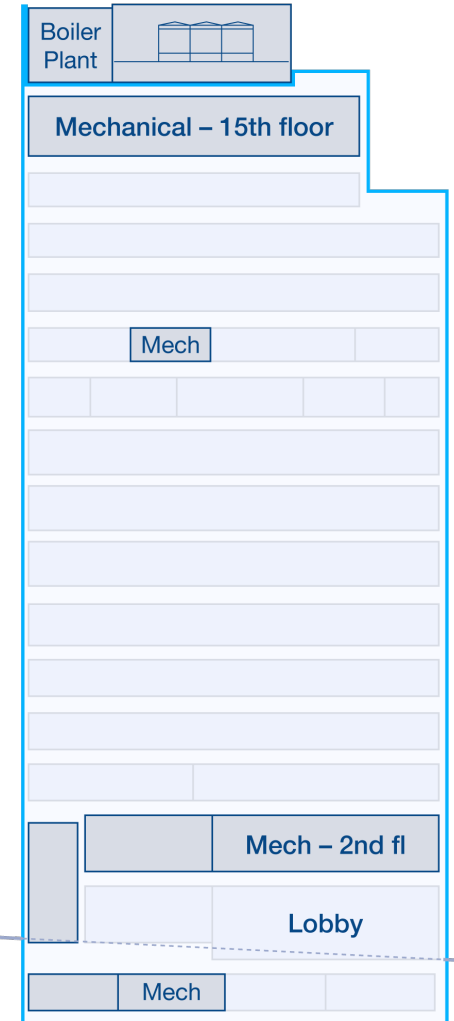 Boiler
Plant
Mechanical – 15th floor
Mech
Mech – 2nd fl
Lobby
Mech